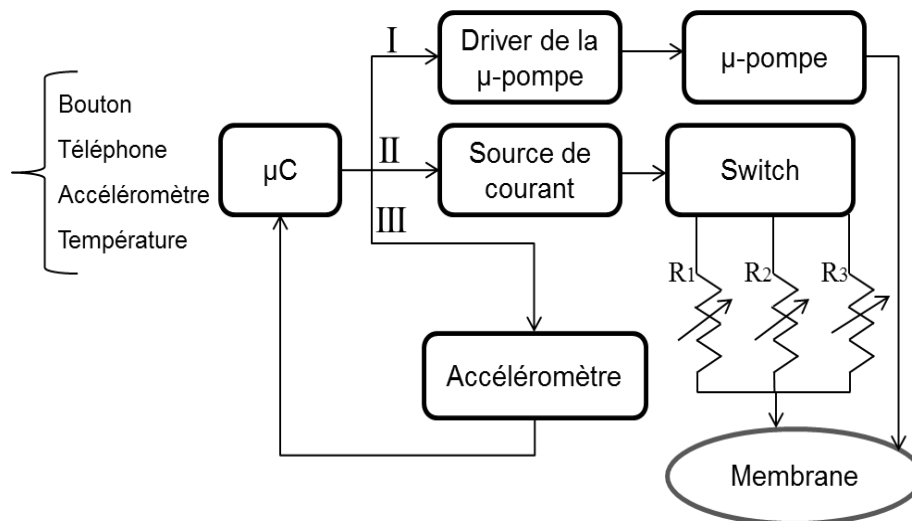 Bouton
Téléphone
Accéléromètre
Température
µC
I
Driver de la
µ-pompe
µ-pompe
II
Source de
courant
Switch
III
R1
R2
R3
Accéléromètre
Membrane